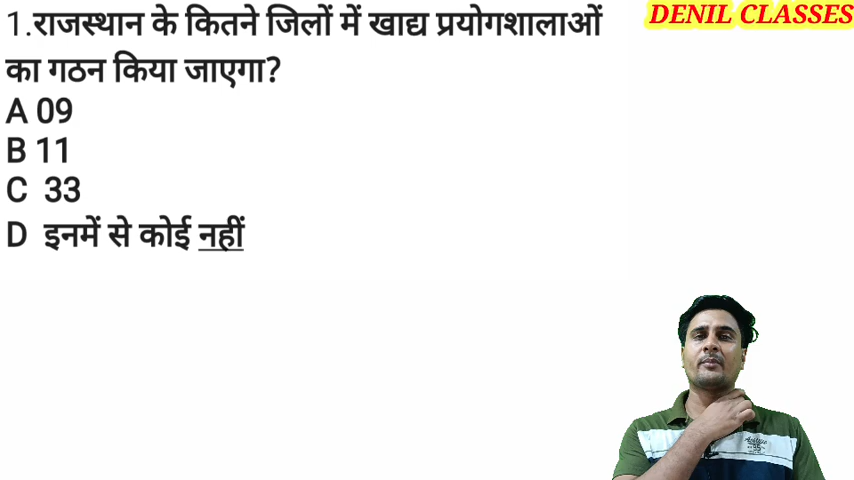 DENIL CLASSES
1.राजस्थान के कितने जिलों में खाद्य प्रयोगशालाओं
का गठन किया जाएगा?
A 09
B 11
C 33
D इनमें से कोई नहीं